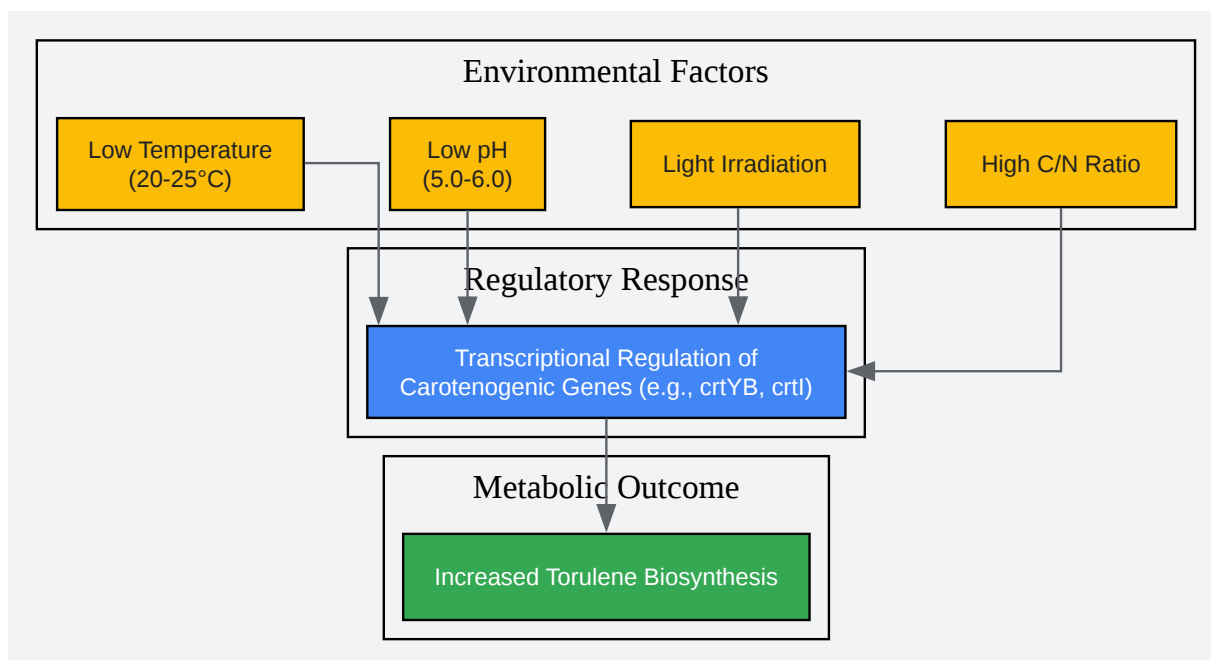 Environmental Factors
Low Temperature
(20-25°C)
Low pH
(5.0-6.0)
Light Irradiation
High C/N Ratio
Regulatory Response
Transcriptional Regulation of
Carotenogenic Genes (e.g., crtYB, crtI)
Metabolic Outcome
Increased Torulene Biosynthesis